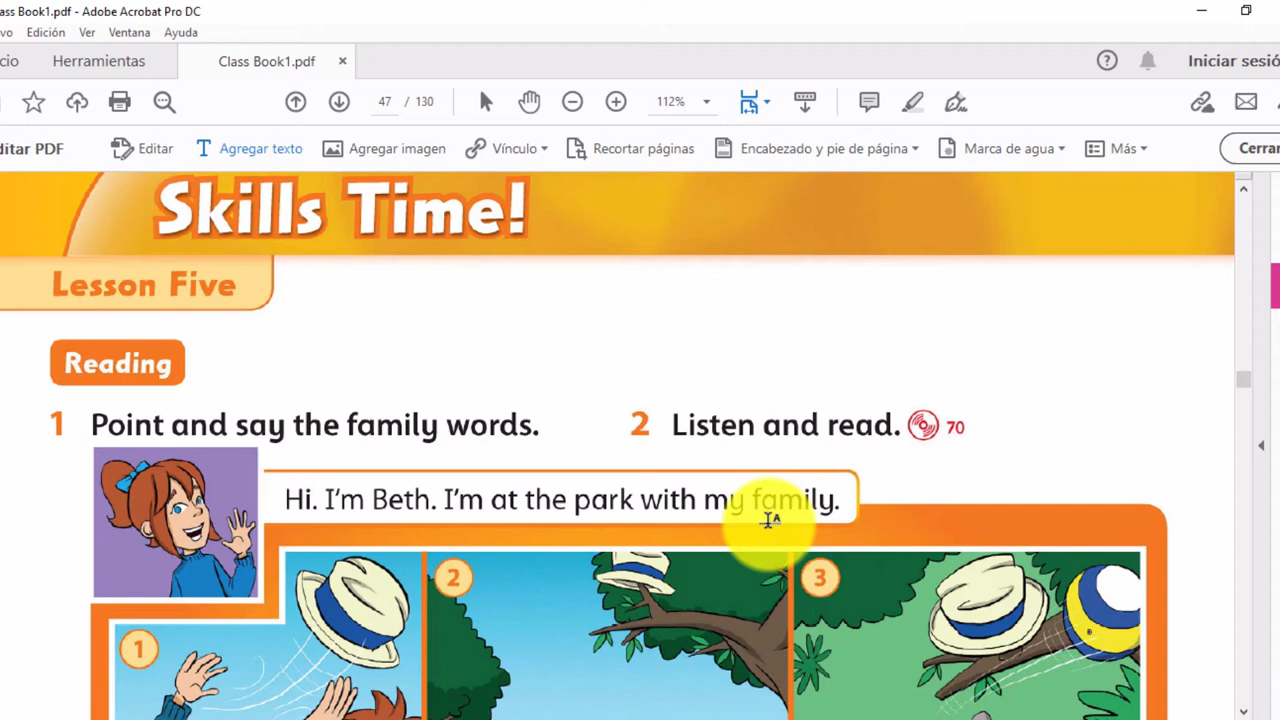 lass Book1.pdf - Adobe Acrobat Pro DC
vo Edición Ver Ventana Ayuda
cio Herramientas Class Book1.pdf × Iniciar sesió
47 / 130 112%
ditar PDF Editar Agregar texto Agregar imagen Vínculo Recortar páginas Encabezado y pie de página Marca de agua Más Cerrar
Skills Time!
Lesson Five
Reading
1 Point and say the family words. 2 Listen and read. 70
Hi. I'm Beth. I'm at the park with my family.
1 2 3